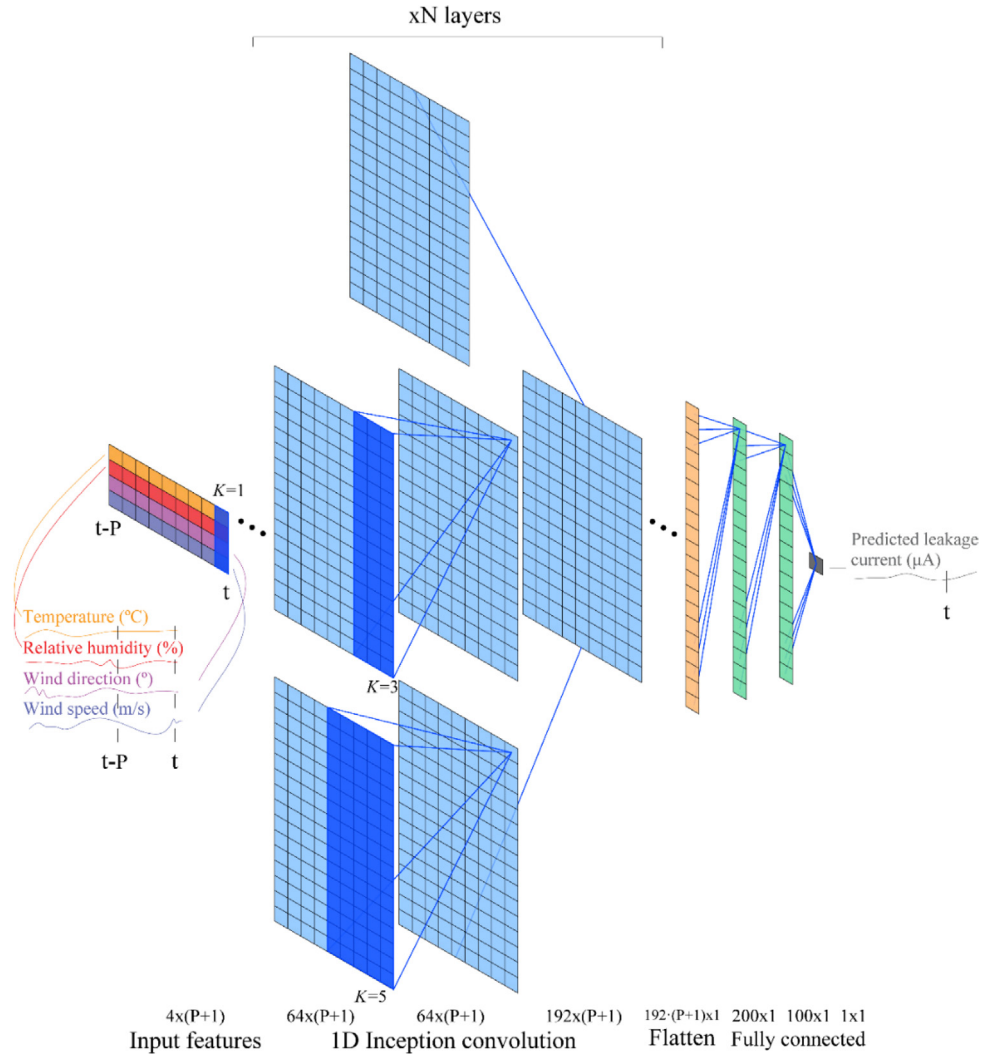 xN layers
K=1
t-P
t
Temperature (ºC)
Relative humidity (%)
Wind direction (º)
Wind speed (m/s)
t-P
t
K=3
K=5
Predicted leakage
current (µA)
t
4x(P+1)
64x(P+1)
64x(P+1)
192x(P+1)
192·(P+1)x1
200x1
100x1
1x1
Input features
1D Inception convolution
Flatten
Fully connected